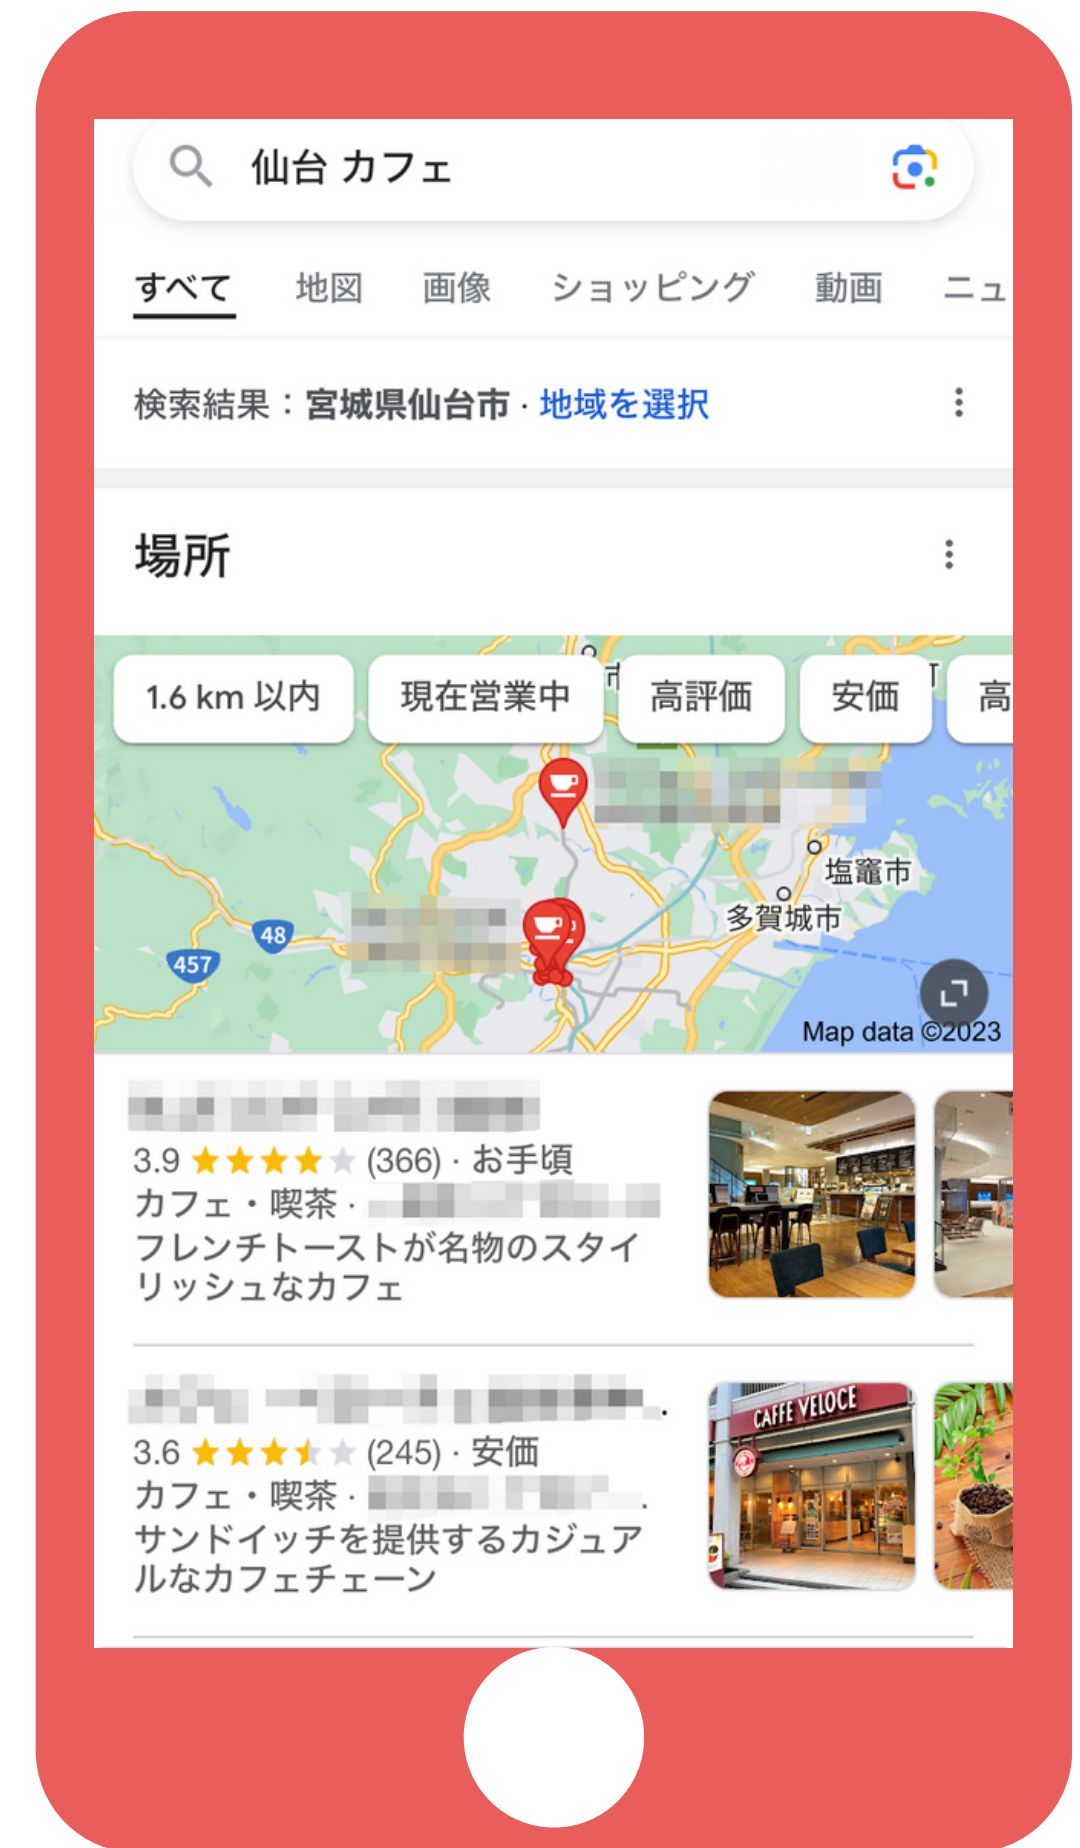 仙台 カフェ
すべて 地図 画像 ショッピング 動画 ニュ
検索結果：宮城県仙台市 · 地域を選択
場所
1.6 km 以内 現在営業中 高評価 安価 高
塩竈市
多賀城市
48
457
Map data ©2023
3.9 (366) · お手頃
カフェ・喫茶 ·
フレンチトーストが名物のスタイ
リッシュなカフェ
CAFFE VELOCE
3.6 (245) · 安価
カフェ・喫茶 ·
サンドイッチを提供するカジュア
ルなカフェチェーン